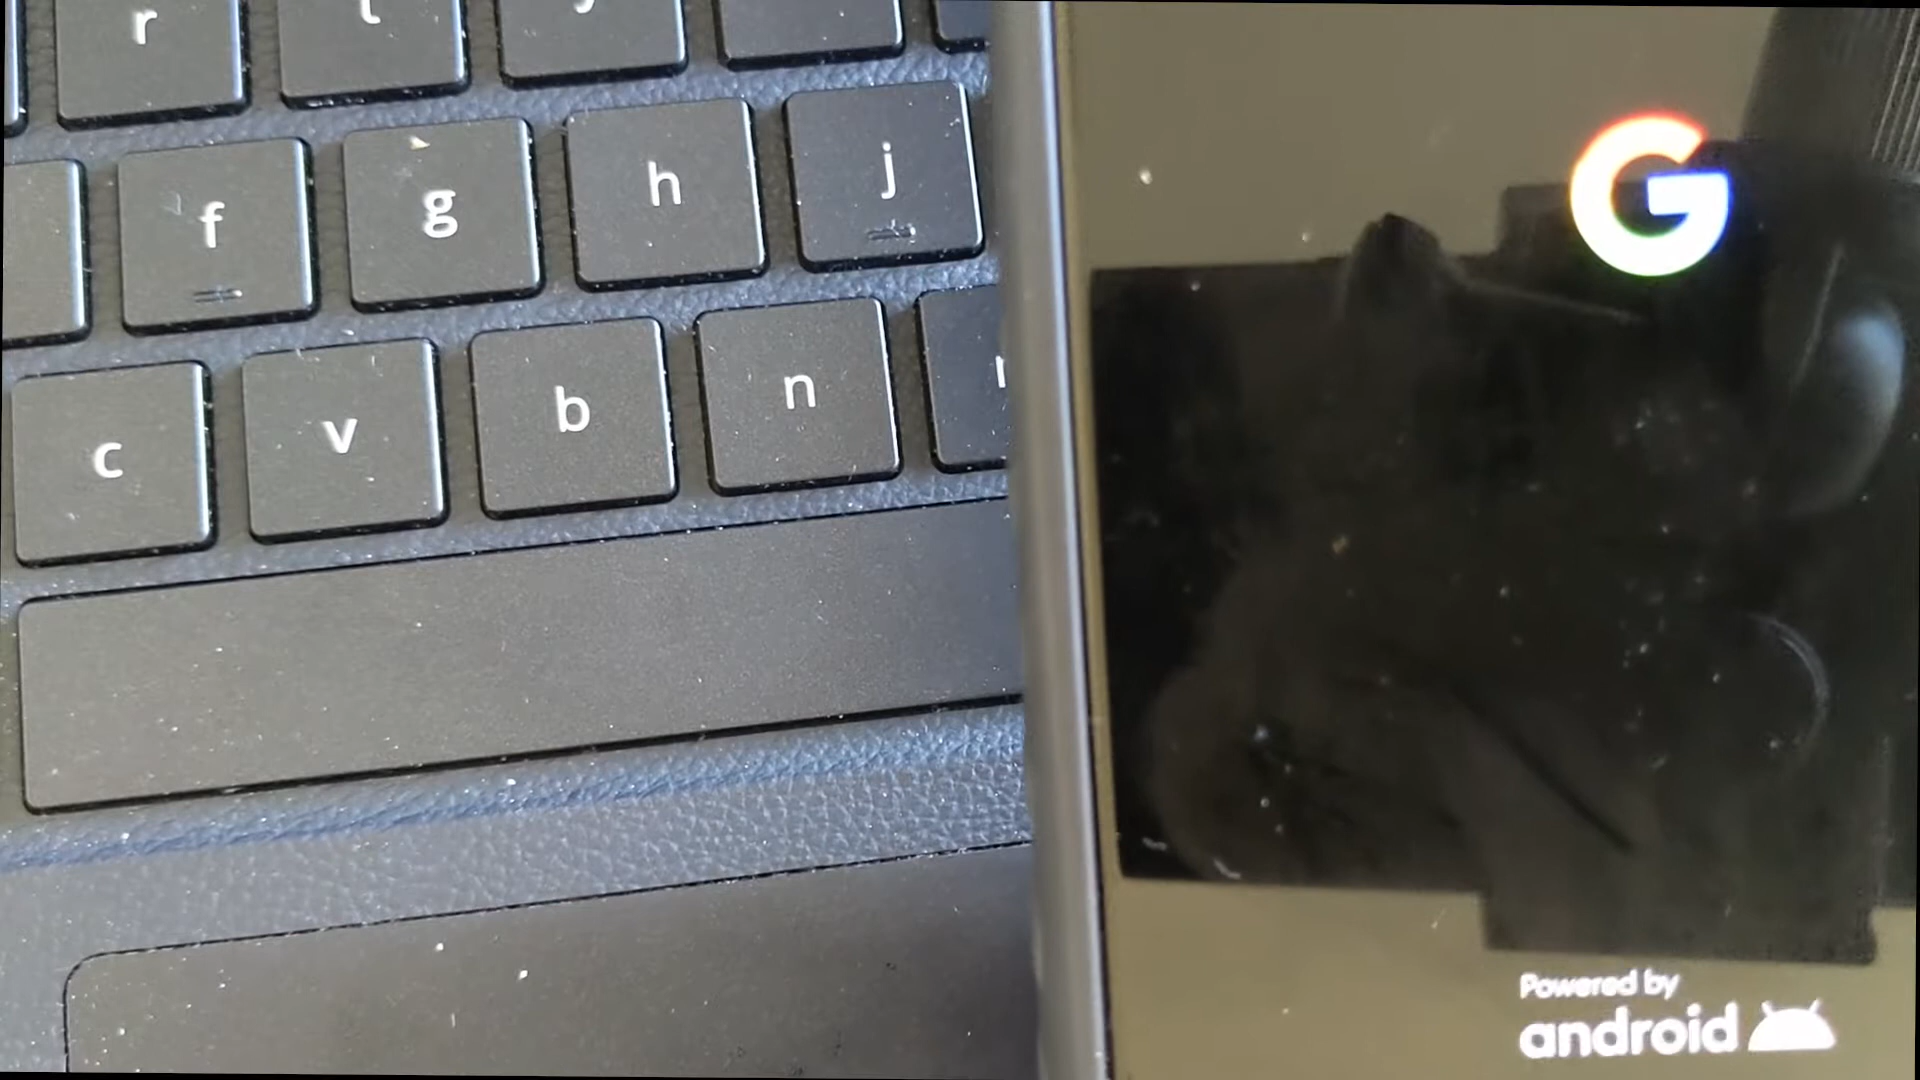 r t y
f g h j
c v b n
G
Powered by
android